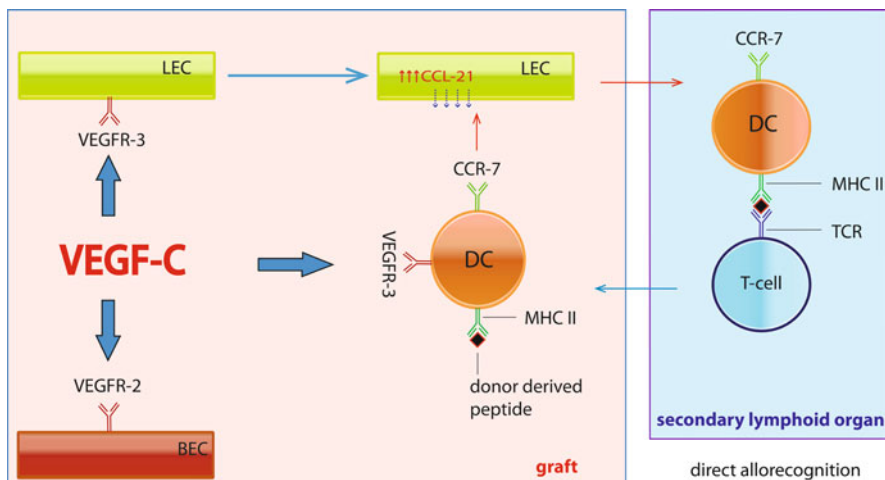 LEC
↑↑↑CCL-21
LEC
VEGFR-3
CCR-7
VEGF-C
VEGFR-3
DC
MHC II
VEGFR-2
donor derived
peptide
BEC
graft
CCR-7
DC
MHC II
TCR
T-cell
secondary lymphoid organ
direct allorecognition